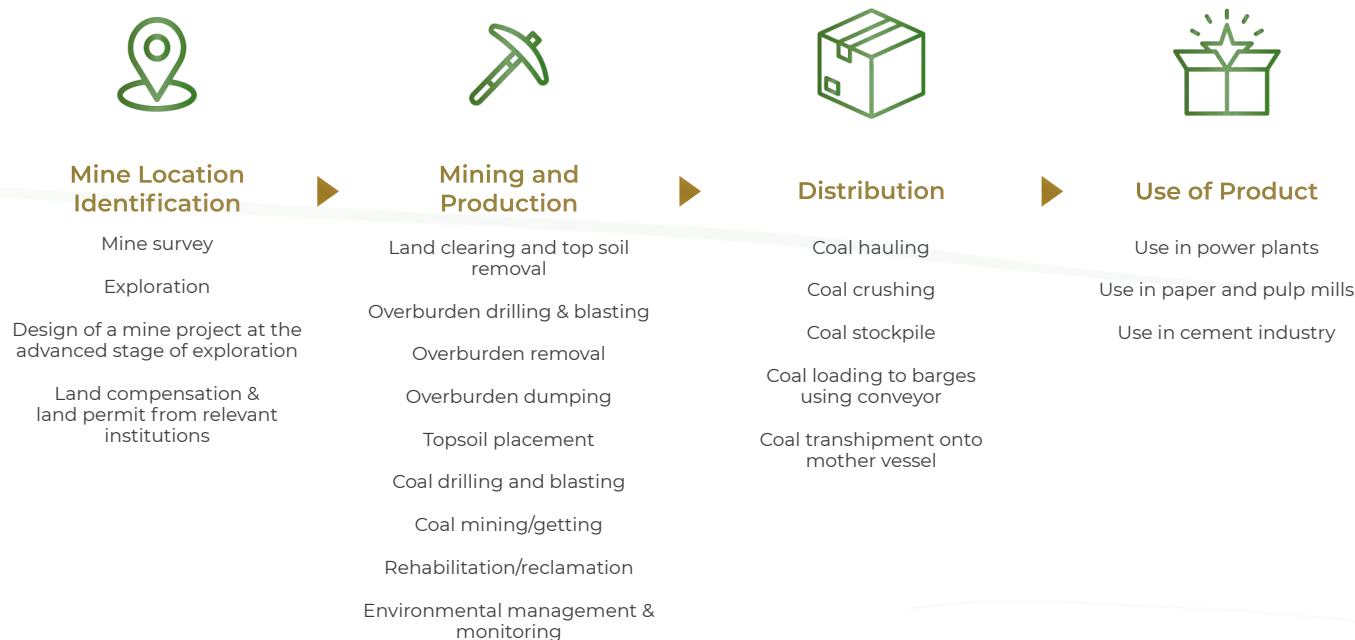 Mine Location
Identification
Mine survey
Exploration
Design of a mine project at the
advanced stage of exploration
Land compensation &
land permit from relevant
institutions
Mining and
Production
Land clearing and top soil
removal
Overburden drilling & blasting
Overburden removal
Overburden dumping
Topsoil placement
Coal drilling and blasting
Coal mining/getting
Rehabilitation/reclamation
Environmental management &
monitoring
Distribution
Coal hauling
Coal crushing
Coal stockpile
Coal loading to barges
using conveyor
Coal transhipment onto
mother vessel
Use of Product
Use in power plants
Use in paper and pulp mills
Use in cement industry